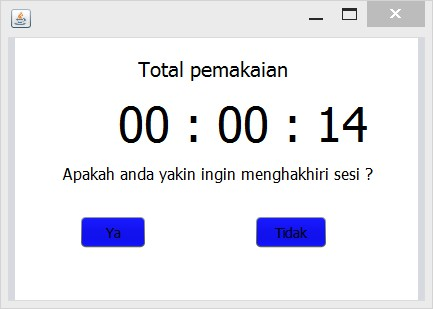 Total pemakaian
00 : 00 : 14
Apakah anda yakin ingin menghakhiri sesi ?
Ya Tidak